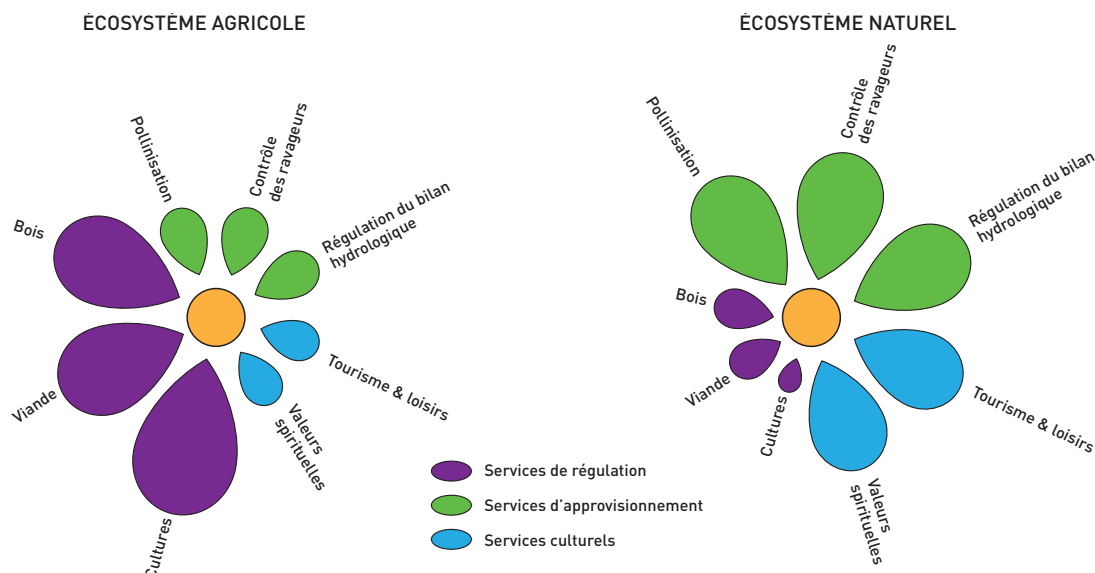 ÉCOSYSTÈME AGRICOLE
Pollinisation
Contrôle
des ravageurs
Régulation du bilan
hydrologique
Bois
Viande
Cultures
Tourisme & loisirs
Valeurs
spirituelles
ÉCOSYSTÈME NATUREL
Pollinisation
Contrôle
des ravageurs
Régulation du bilan
hydrologique
Bois
Viande
Cultures
Tourisme & loisirs
Valeurs
spirituelles
Services de régulation
Services d’approvisionnement
Services culturels